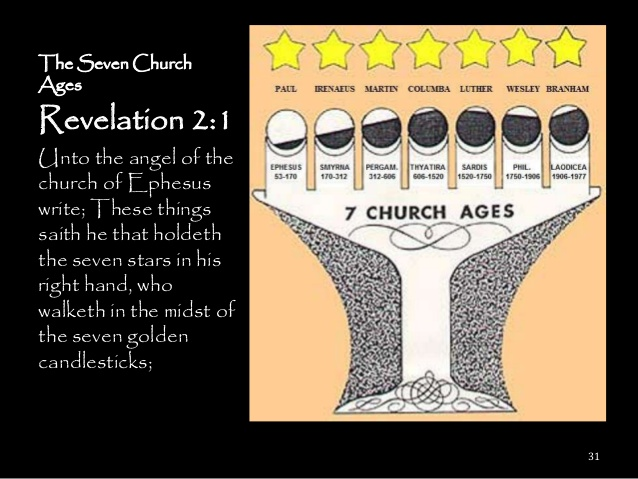 The Seven Church
Ages
Revelation 2:1
Unto the angel of the
church of Ephesus
write; These things
saith he that holdeth
the seven stars in his
right hand, who
walketh in the midst of
the seven golden
candlesticks;
PAUL IRENAEUS MARTIN COLUMBA LUTHER WESLEY BRANHAM
EPHESUS SMYRNA PERGAM. THYATIRA SARDIS PHIL. LAODICEA
53-170 170-312 312-606 606-1520 1520-1750 1750-1906 1906-1977
7 CHURCH AGES
31